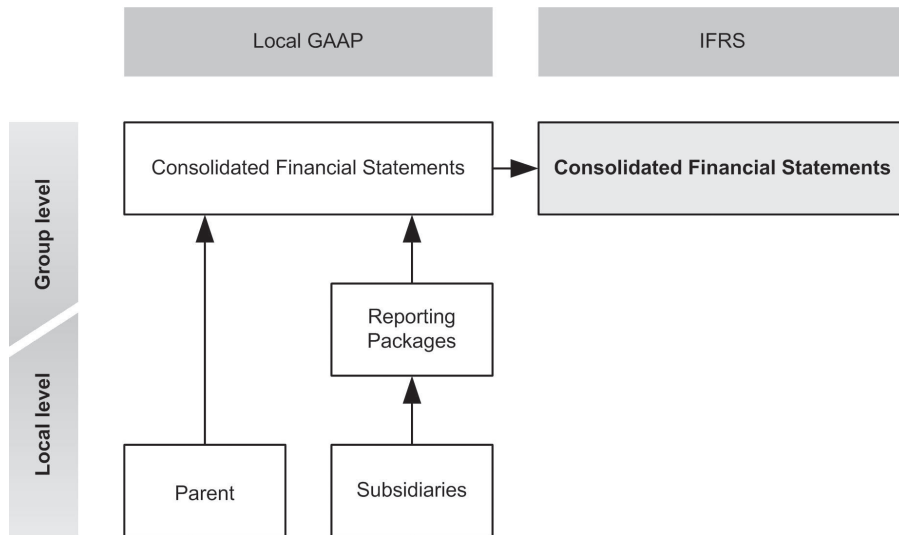 Local GAAP
IFRS
Group level
Consolidated Financial Statements
Consolidated Financial Statements
Reporting
Packages
Local level
Parent
Subsidiaries